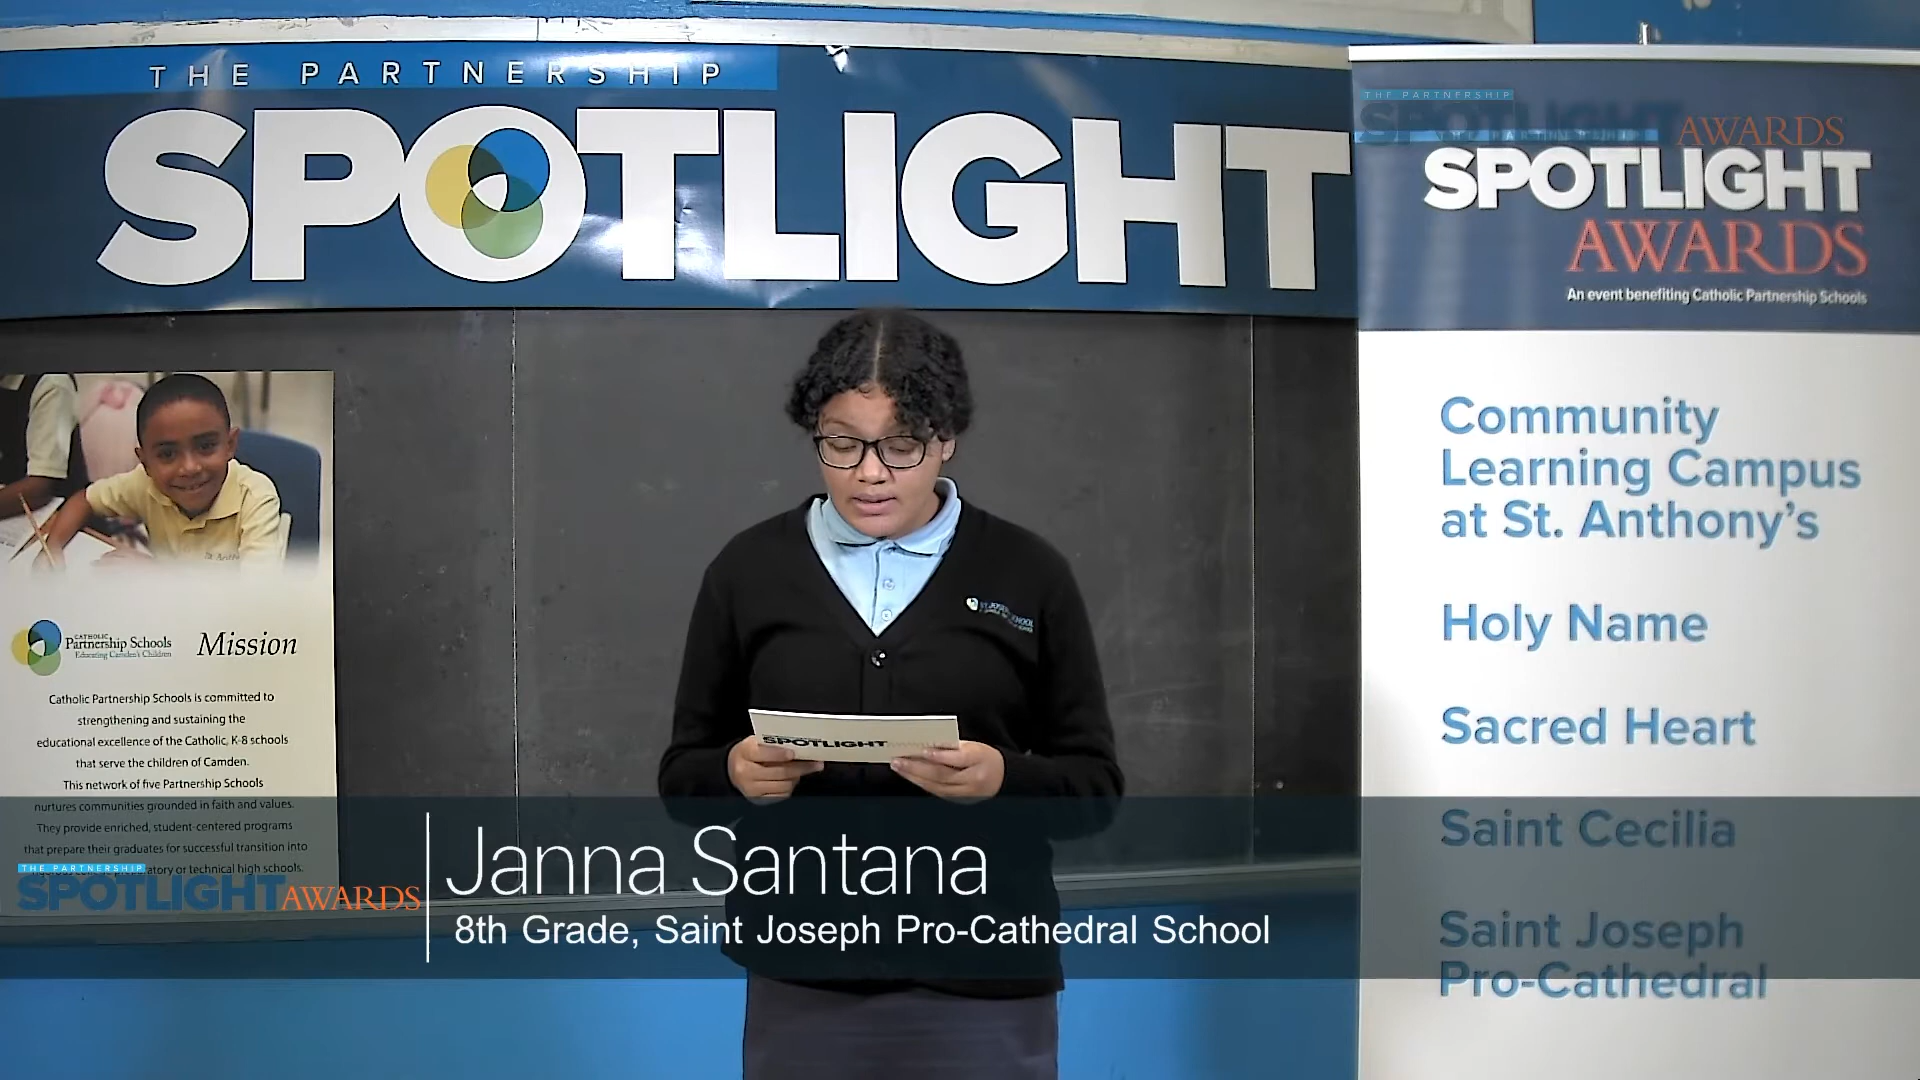 THE PARTNERSHIP
SPOTLIGHT
THE PARTNERSHIP
SPOTLIGHT AWARDS
SPOTLIGHT
AWARDS
An event benefiting Catholic Partnership Schools
Community
Learning Campus
at St. Anthony's
Holy Name
Sacred Heart
Saint Cecilia
Saint Joseph
Pro-Cathedral
CATHOLIC
Partnership Schools
Educating Camden's Children
Mission
Catholic Partnership Schools is committed to
strengthening and sustaining the
educational excellence of the Catholic, K-8 schools
that serve the children of Camden.
This network of five Partnership Schools
nurtures communities grounded in faith and values.
They provide enriched, student-centered programs
that prepare their graduates for successful transition into
or technical high schools.
SPOTLIGHT
THE PARTNERSHIP
SPOTLIGHT AWARDS
Janna Santana
8th Grade, Saint Joseph Pro-Cathedral School